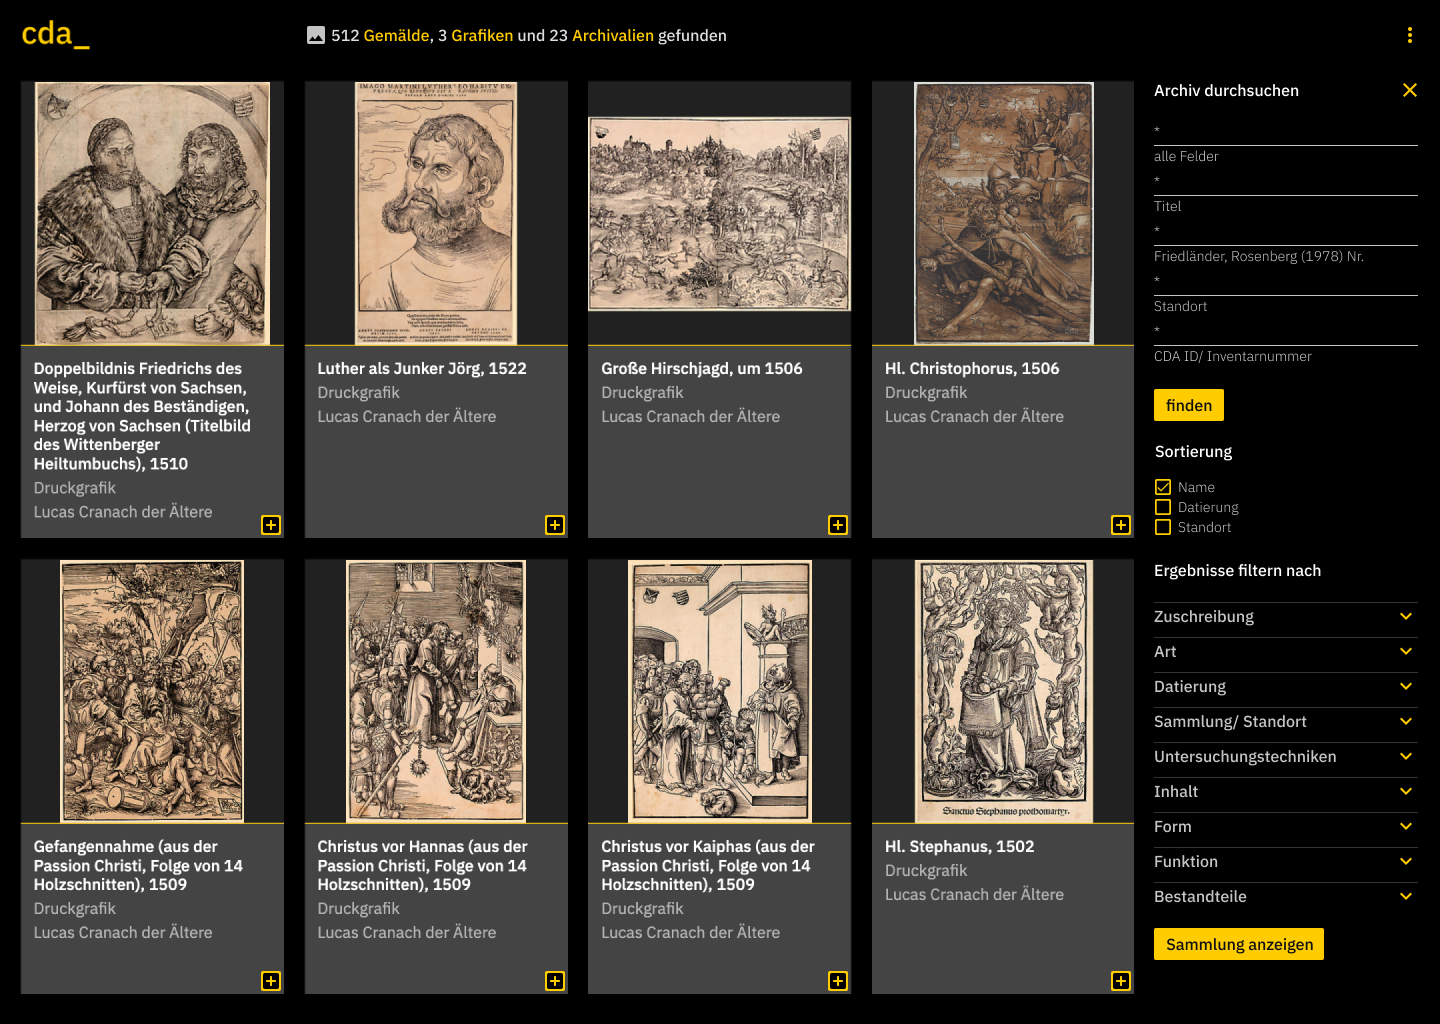 cda_
512 Gemälde, 3 Grafiken und 23 Archivalien gefunden
IMAGO MARTINI LUTHERI EO HABITU EX-
Doppelbildnis Friedrichs des
Weise, Kurfürst von Sachsen,
und Johann des Beständigen,
Herzog von Sachsen (Titelbild
des Wittenberger
Heiltumbuchs), 1510
Druckgrafik
Lucas Cranach der Ältere
Luther als Junker Jörg, 1522
Druckgrafik
Lucas Cranach der Ältere
Große Hirschjagd, um 1506
Druckgrafik
Lucas Cranach der Ältere
Hl. Christophorus, 1506
Druckgrafik
Lucas Cranach der Ältere
Sanctus Stephanus prothomartyr.
Gefangennahme (aus der
Passion Christi, Folge von 14
Holzschnitten), 1509
Druckgrafik
Lucas Cranach der Ältere
Christus vor Hannas (aus der
Passion Christi, Folge von 14
Holzschnitten), 1509
Druckgrafik
Lucas Cranach der Ältere
Christus vor Kaiphas (aus der
Passion Christi, Folge von 14
Holzschnitten), 1509
Druckgrafik
Lucas Cranach der Ältere
Hl. Stephanus, 1502
Druckgrafik
Lucas Cranach der Ältere
Archiv durchsuchen
*
alle Felder
*
Titel
*
Friedländer, Rosenberg (1978) Nr.
*
Standort
*
CDA ID/ Inventarnummer
finden
Sortierung
Name
Datierung
Standort
Ergebnisse filtern nach
Zuschreibung
Art
Datierung
Sammlung/ Standort
Untersuchungstechniken
Inhalt
Form
Funktion
Bestandteile
Sammlung anzeigen